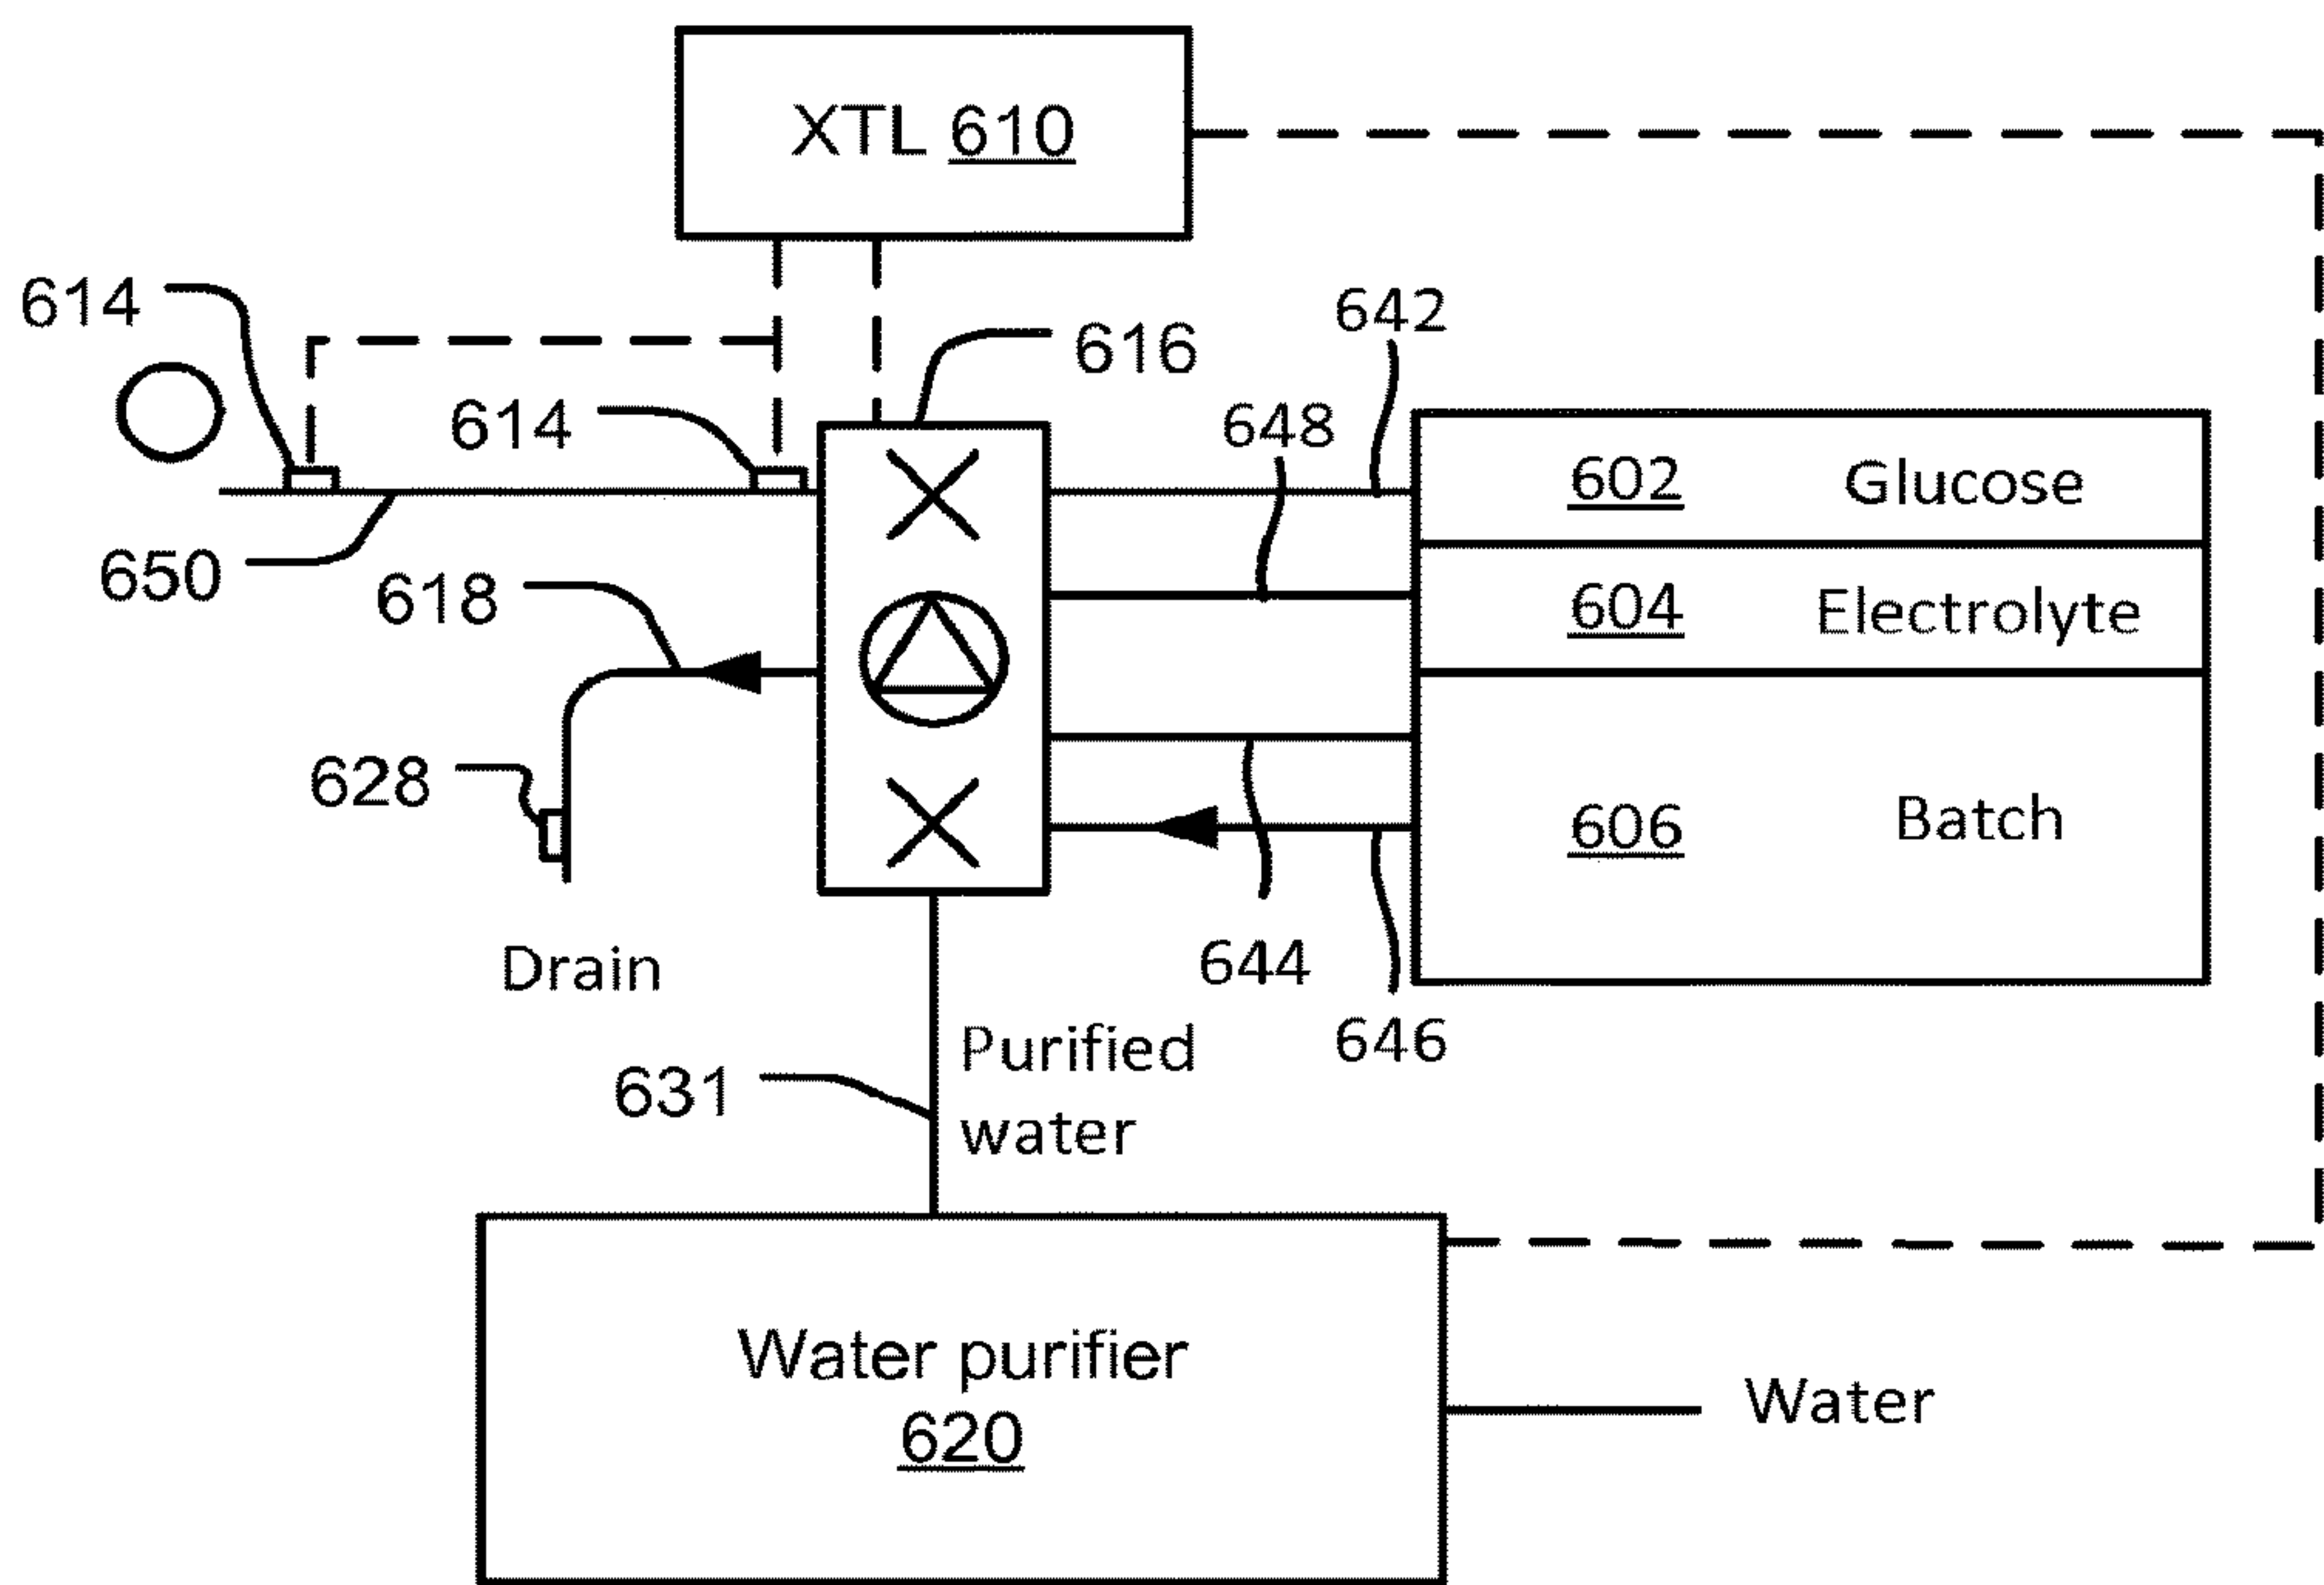 XTL 610
614
616
642
614
648
602 Glucose
650
618
604 Electrolyte
628
606 Batch
Drain
644
646
Purified
water
631
Water purifier
620
Water